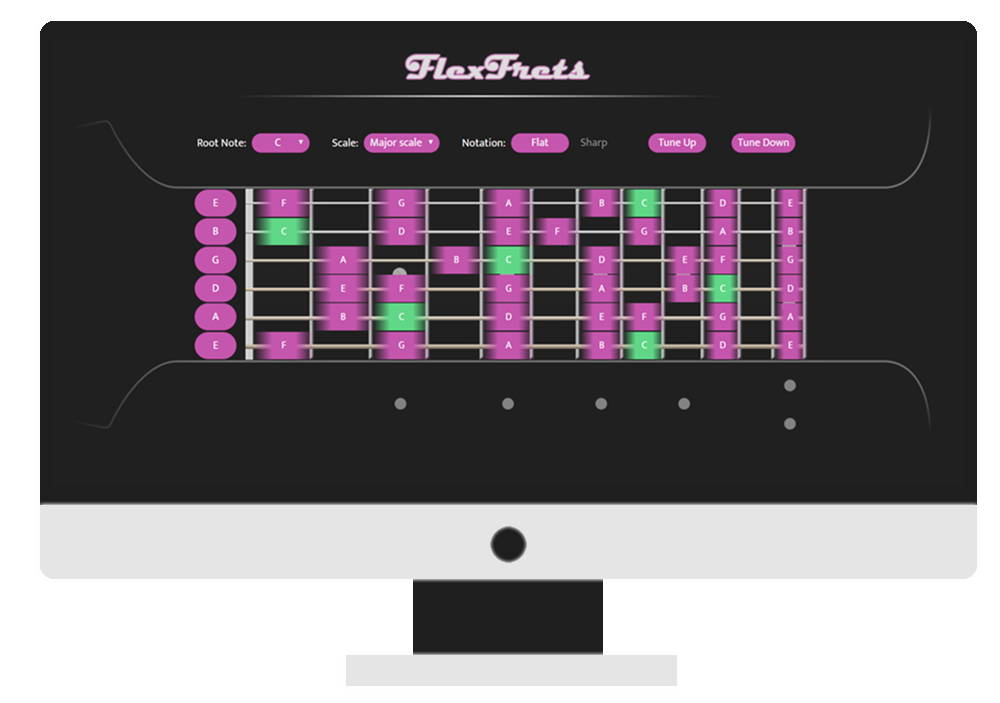 FlexFrets
Root Note: C Scale: Major scale Notation: Flat Sharp Tune Up Tune Down
E F G A B C D E
B C D E F G A B
G A B C D E F G
D E F G A B C D
A B C D E F G A
E F G A B C D E